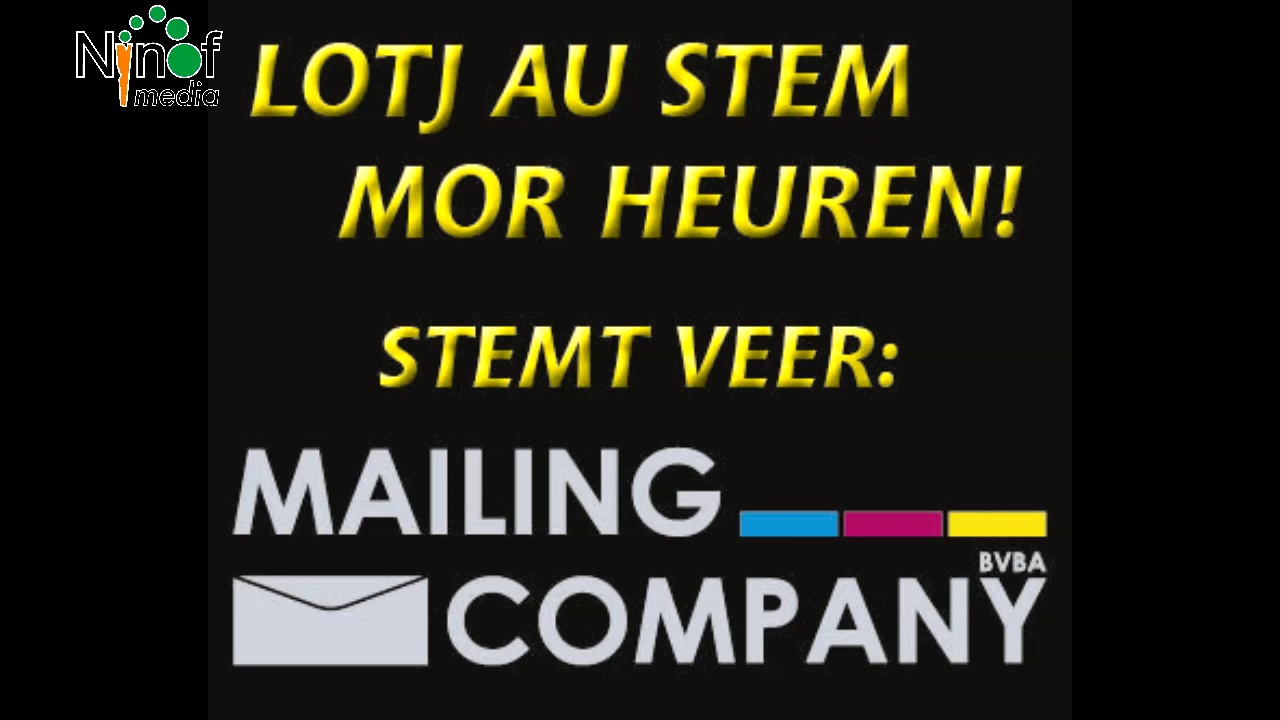 Ninof
media
LOTJ AU STEM
MOR HEUREN!
STEMT VEER:
MAILING
BVBA
COMPANY